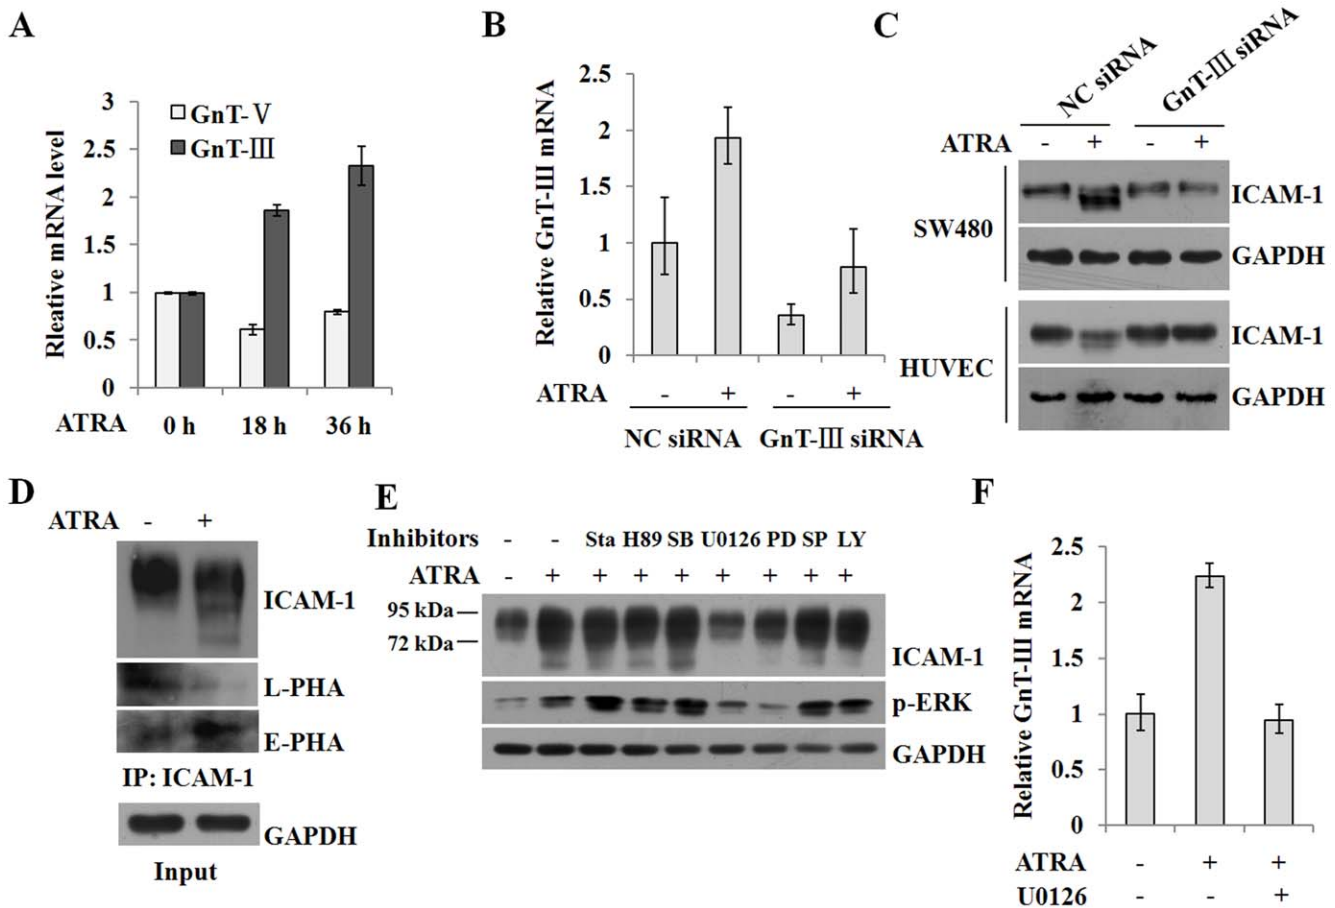 A
3
2.5
2
1.5
1
0.5
0
Rleative mRNA level
GnT-Ⅴ
GnT-Ⅲ
ATRA 0 h 18 h 36 h
B
2.5
2
1.5
1
0.5
0
Relative GnT-Ⅲ mRNA
ATRA - + - +
NC siRNA GnT-Ⅲ siRNA
C
NC siRNA GnT-Ⅲ siRNA
ATRA - + - +
SW480
ICAM-1
GAPDH
HUVEC
ICAM-1
GAPDH
D
ATRA - +
ICAM-1
L-PHA
E-PHA
IP: ICAM-1
GAPDH
Input
E
Inhibitors - - Sta H89 SB U0126 PD SP LY
ATRA - + + + + + + + +
95 kDa
72 kDa
ICAM-1
p-ERK
GAPDH
F
2.5
2
1.5
1
0.5
0
Relative GnT-Ⅲ mRNA
ATRA - + +
U0126 - - +